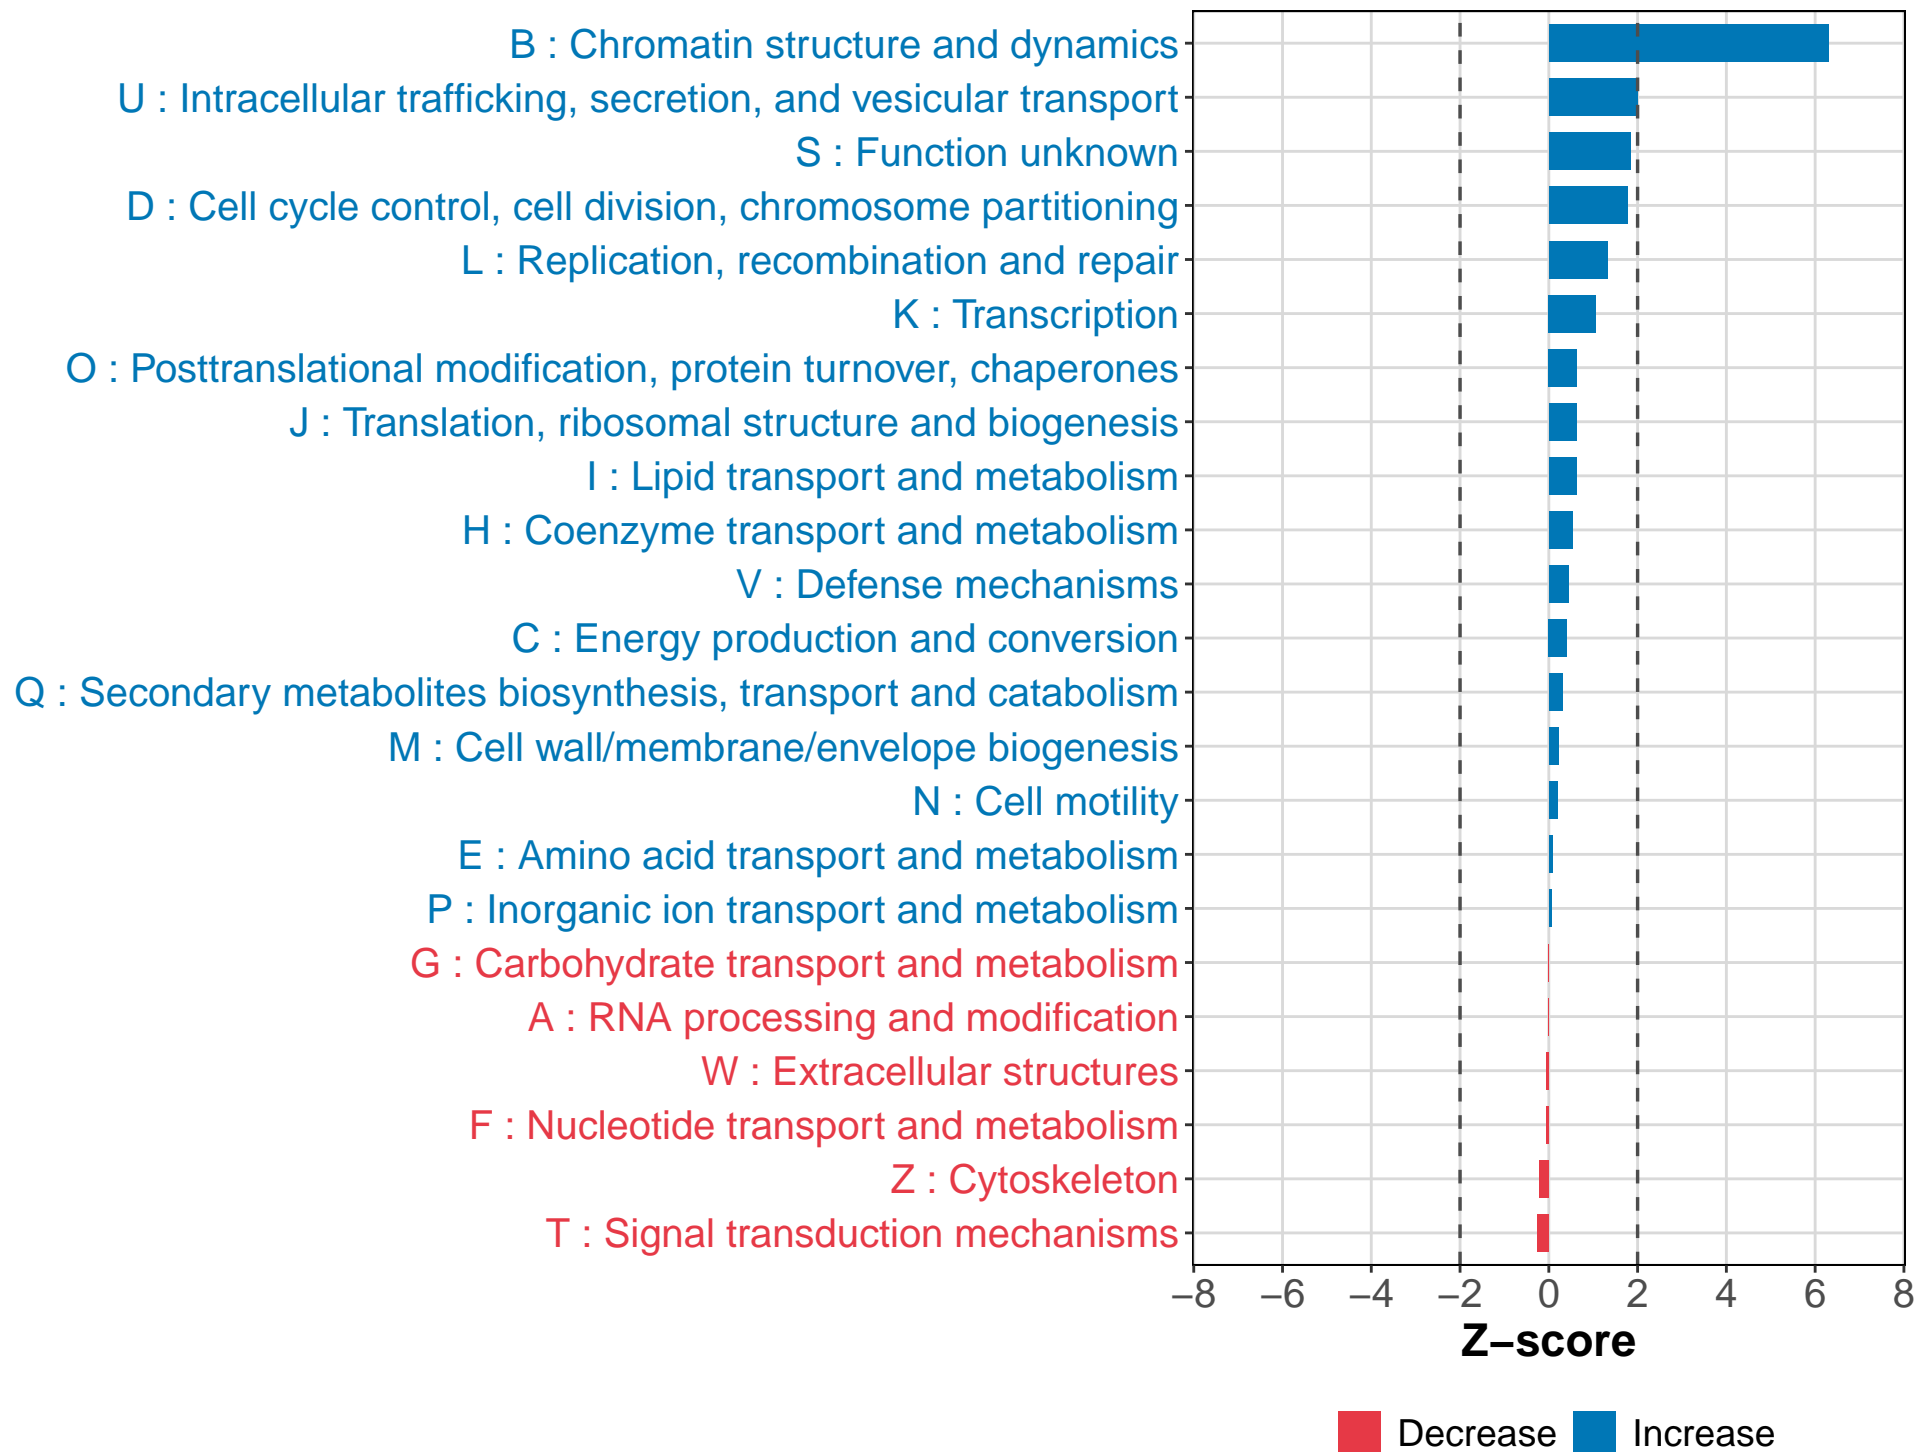 B : Chromatin structure and dynamics
U : Intracellular trafficking, secretion, and vesicular transport
S : Function unknown
D : Cell cycle control, cell division, chromosome partitioning
L : Replication, recombination and repair
K : Transcription
O : Posttranslational modification, protein turnover, chaperones
J : Translation, ribosomal structure and biogenesis
I : Lipid transport and metabolism
H : Coenzyme transport and metabolism
V : Defense mechanisms
C : Energy production and conversion
Q : Secondary metabolites biosynthesis, transport and catabolism
M : Cell wall/membrane/envelope biogenesis
N : Cell motility
E : Amino acid transport and metabolism
P : Inorganic ion transport and metabolism
G : Carbohydrate transport and metabolism
A : RNA processing and modification
W : Extracellular structures
F : Nucleotide transport and metabolism
Z : Cytoskeleton
T : Signal transduction mechanisms
−8 −6 −4 −2 0 2 4 6 8
Z−score
Decrease Increase